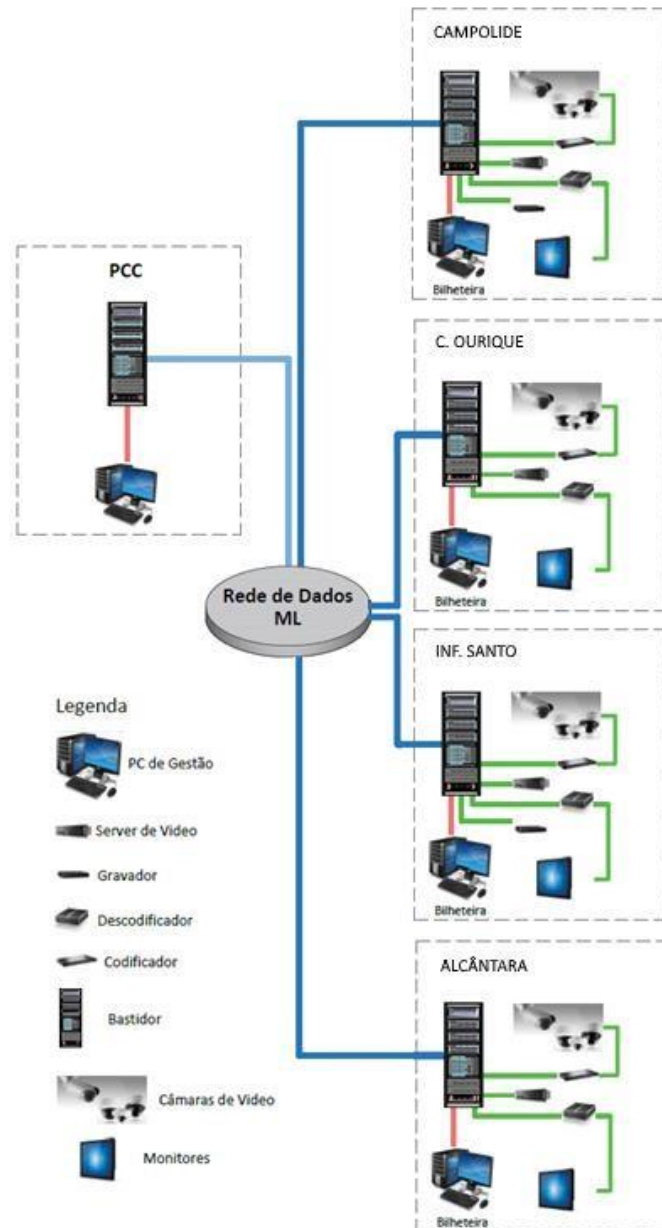 CAMPOLIDE
Bilheteira
PCC
C. OURIQUE
Bilheteira
Rede de Dados
ML
INF. SANTO
Bilheteira
Legenda
PC de Gestão
Server de Video
Gravador
Descodificador
Codificador
Bastidor
Câmaras de Video
Monitores
ALCÂNTARA
Bilheteira